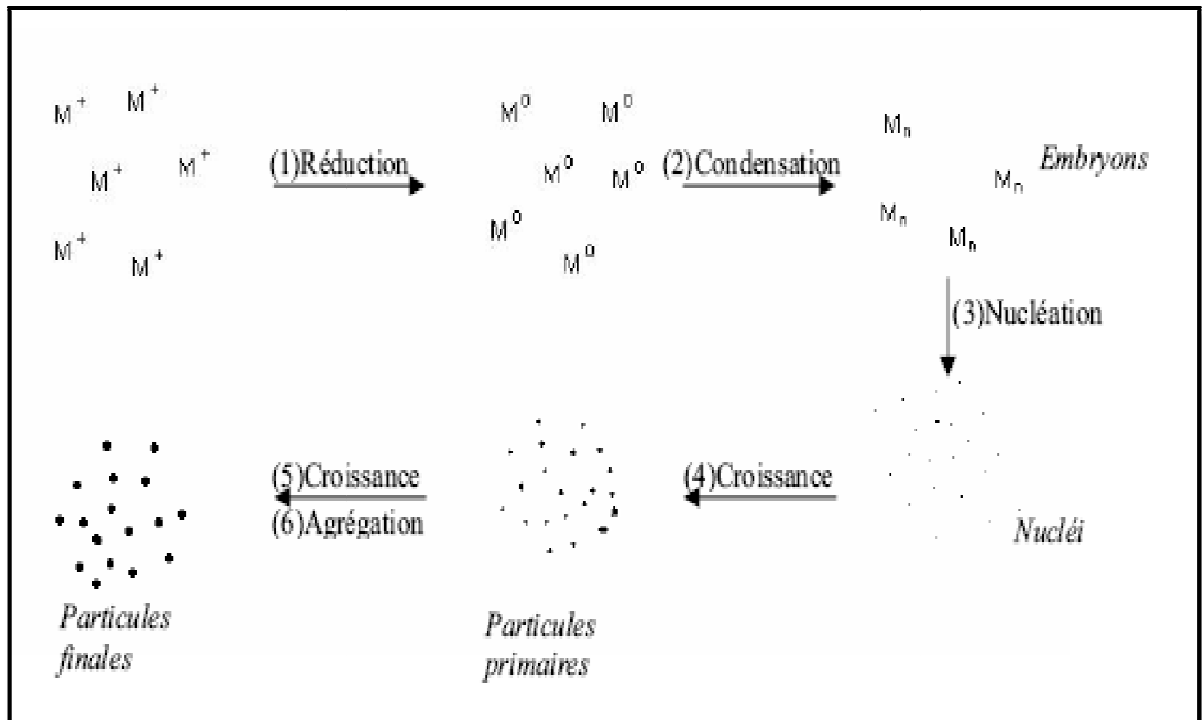 M⁺ M⁺
M⁺ M⁺
M⁺ M⁺
(1)Réduction
M⁰ M⁰
M⁰ M⁰
M⁰
M⁰
(2)Condensation
Mₙ
Embryons
Mₙ
Mₙ
Mₙ
(3)Nucléation
Nucléi
(4)Croissance
Particules
primaires
(5)Croissance
(6)Agrégation
Particules
finales